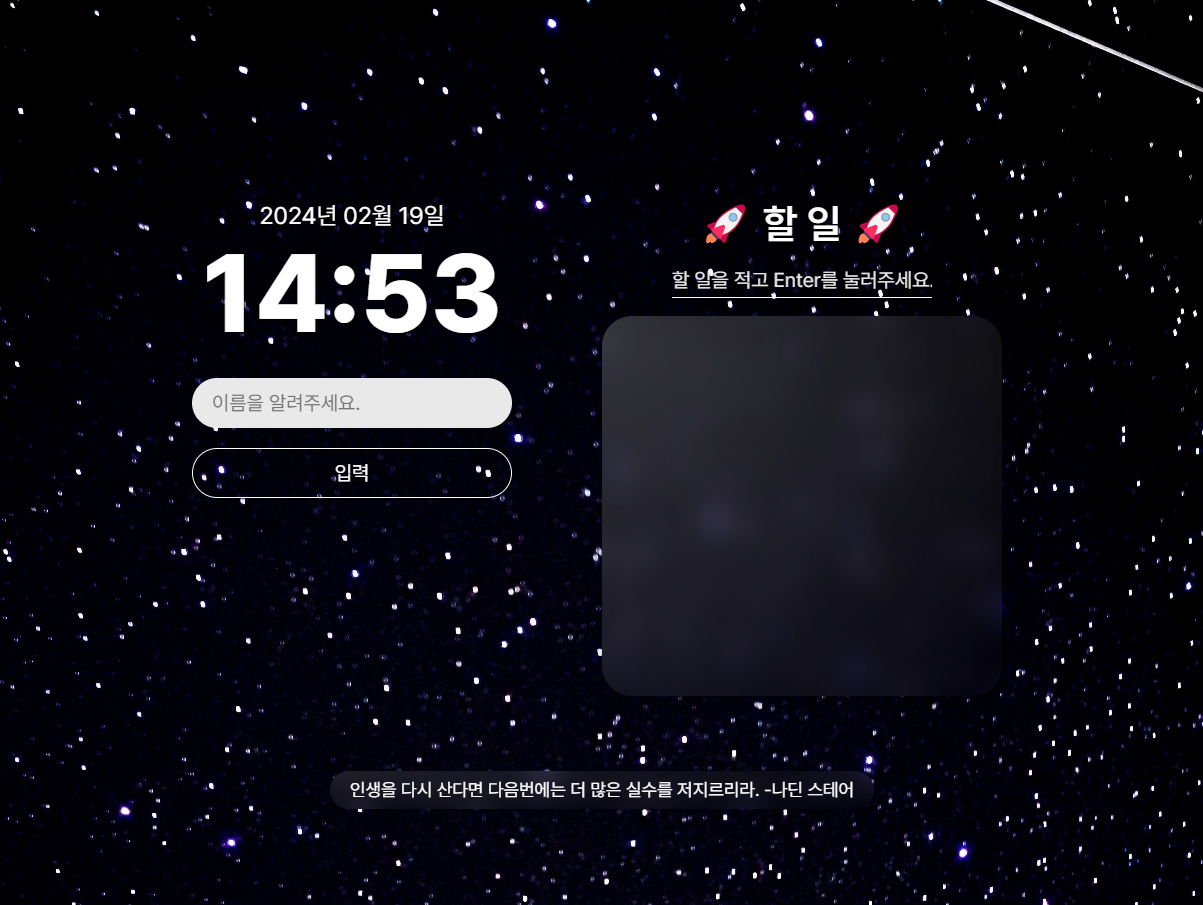 2024년 02월 19일
14:53
이름을 알려주세요.
입력
🚀 할 일 🚀
할 일을 적고 Enter를 눌러주세요.
인생을 다시 산다면 다음번에는 더 많은 실수를 저지르리라. -나딘 스테어